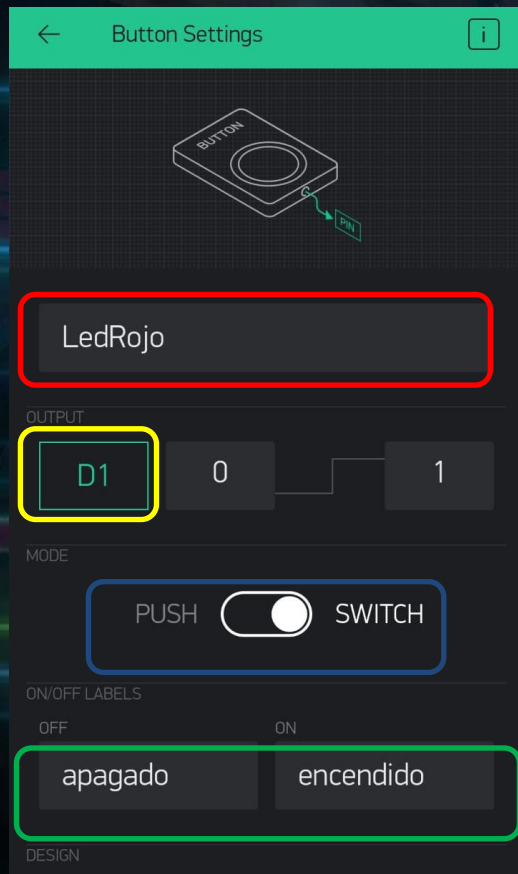 Button Settings
i
BUTTON
PIN
LedRojo
OUTPUT
D1 0 1
MODE
PUSH SWITCH
ON/OFF LABELS
OFF ON
apagado encendido
DESIGN